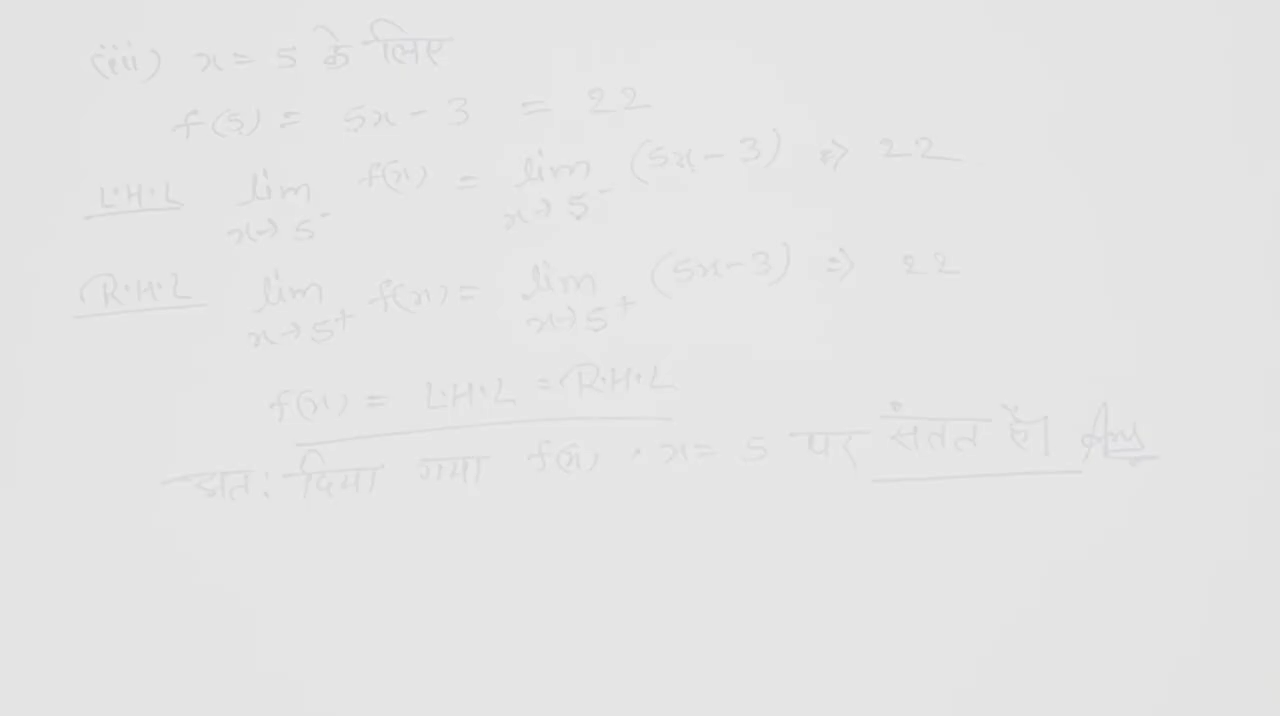 (iii) x = 5 के लिए
f(5) = 5x - 3 = 22
L.H.L lim x→5⁻ f(x) = lim x→5⁻ (5x - 3) ⇒ 22
R.H.L lim x→5⁺ f(x) = lim x→5⁺ (5x - 3) ⇒ 22
f(x) = L.H.L = R.H.L
अत: दिया गया f(x) . x = 5 पर संतत है। Ans